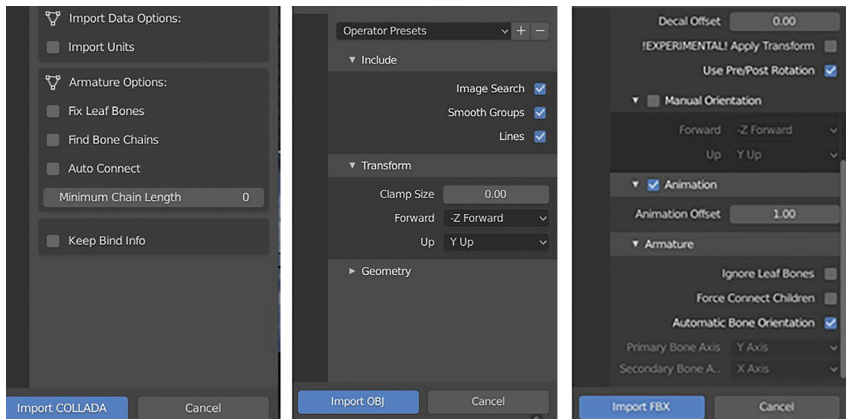 Import Data Options:
Import Units
Armature Options:
Fix Leaf Bones
Find Bone Chains
Auto Connect
Minimum Chain Length 0
Keep Bind Info
Import COLLADA Cancel
Operator Presets
Include
Image Search
Smooth Groups
Lines
Transform
Clamp Size 0.00
Forward -Z Forward
Up Y Up
Geometry
Import OBJ Cancel
Decal Offset 0.00
!EXPERIMENTAL! Apply Transform
Use Pre/Post Rotation
Manual Orientation
Forward -Z Forward
Up Y Up
Animation
Animation Offset 1.00
Armature
Ignore Leaf Bones
Force Connect Children
Automatic Bone Orientation
Primary Bone Axis Y Axis
Secondary Bone A.. X Axis
Import FBX Cancel